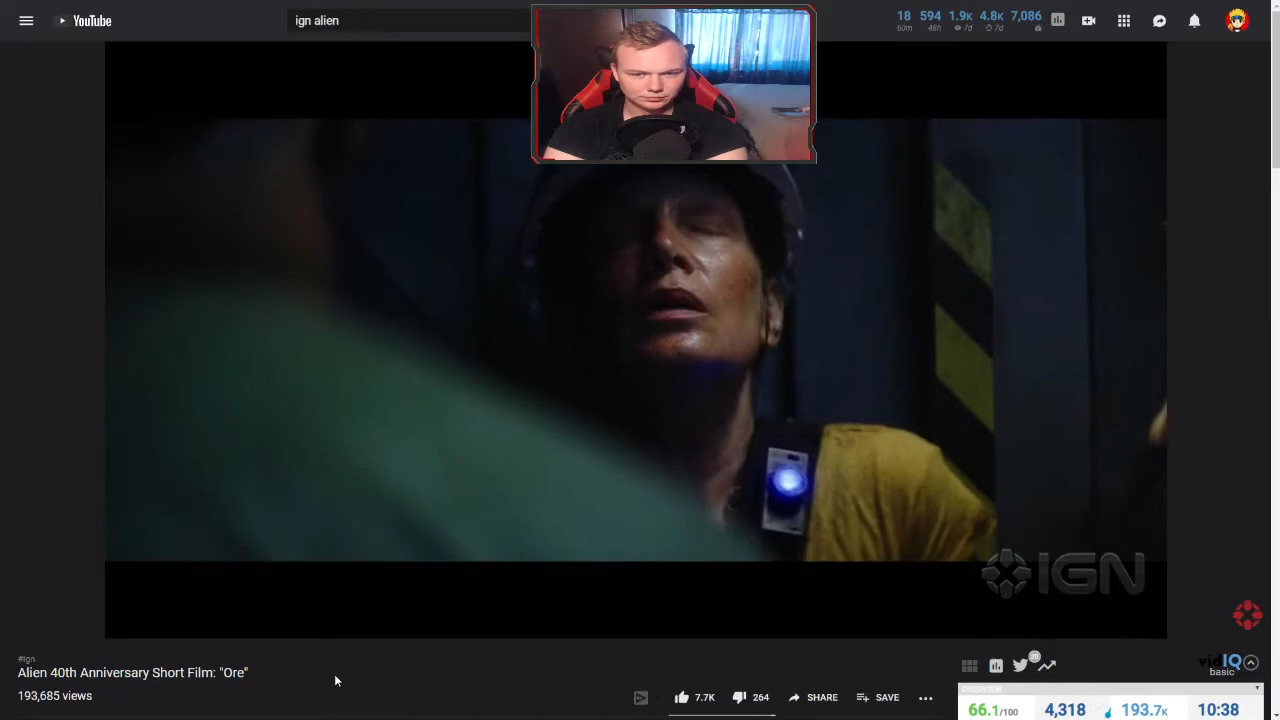 YouTube
ign alien
18 594 1.9K 4.8K 7,086
60m 48h 7d 7d
IGN
#ign
Alien 40th Anniversary Short Film: "Ore"
193,685 views
7.7K 264 SHARE SAVE
20
vidIQ
basic
66.1/100 4,318 193.7K 10:38